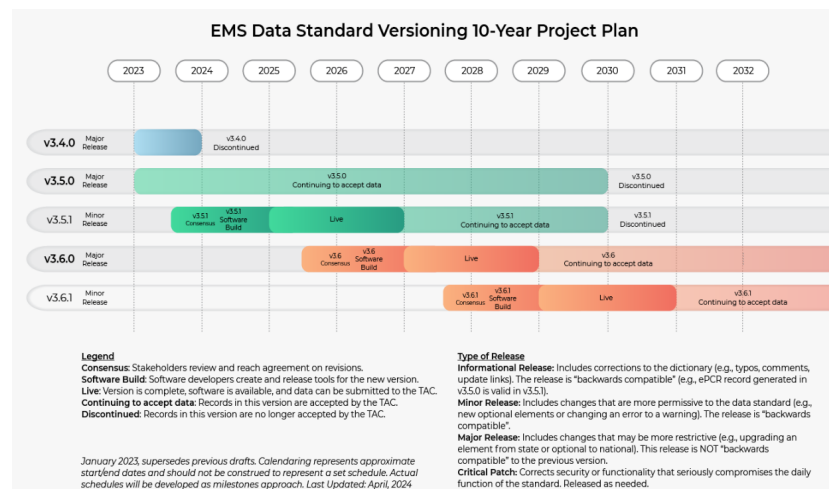 EMS Data Standard Versioning 10-Year Project Plan
2023 2024 2025 2026 2027 2028 2029 2030 2031 2032
v3.4.0 Major Release
v3.4.0 Discontinued
v3.5.0 Major Release
v3.5.0 Continuing to accept data
v3.5.0 Discontinued
v3.5.1 Minor Release
v3.5.1 Consensus
v3.5.1 Software Build
Live
v3.5.1 Continuing to accept data
v3.5.1 Discontinued
v3.6.0 Major Release
v3.6 Consensus
v3.6 Software Build
Live
v3.6 Continuing to accept data
v3.6.1 Minor Release
v3.6.1 Consensus
v3.6.1 Software Build
Live
v3.6.1 Continuing to accept data
Legend
Consensus: Stakeholders review and reach agreement on revisions.
Software Build: Software developers create and release tools for the new version.
Live: Version is complete, software is available, and data can be submitted to the TAC.
Continuing to accept data: Records in this version are accepted by the TAC.
Discontinued: Records in this version are no longer accepted by the TAC.
January 2023, supersedes previous drafts. Calendaring represents approximate
start/end dates and should not be construed to represent a set schedule. Actual
schedules will be developed as milestones approach. Last Updated: April, 2024
Type of Release
Informational Release: Includes corrections to the dictionary (e.g., typos, comments,
update links). The release is “backwards compatible” (e.g., ePCR record generated in
v3.5.0 is valid in v3.5.1).
Minor Release: Includes changes that are more permissive to the data standard (e.g.,
new optional elements or changing an error to a warning). The release is “backwards
compatible”.
Major Release: Includes changes that may be more restrictive (e.g., upgrading an
element from state or optional to national). This release is NOT “backwards
compatible” to the previous version.
Critical Patch: Corrects security or functionality that seriously compromises the daily
function of the standard. Released as needed.